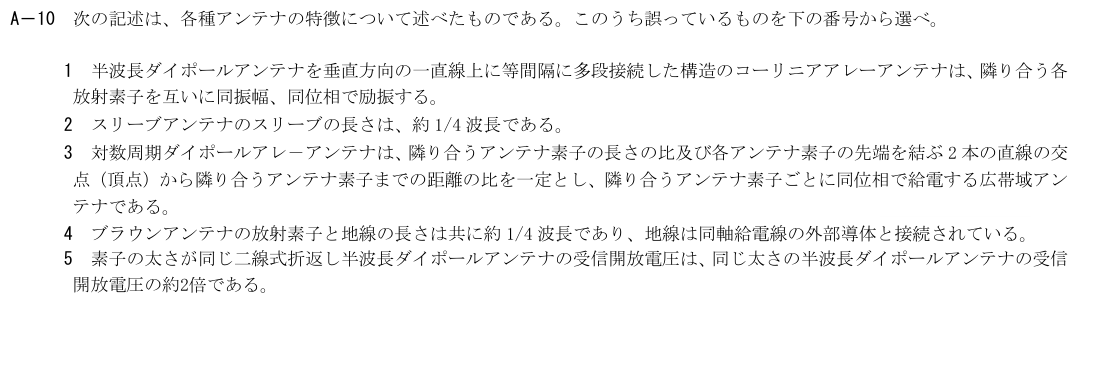 A－10 次の記述は、各種アンテナの特徴について述べたものである。このうち誤っているものを下の番号から選べ。
1 半波長ダイポールアンテナを垂直方向の一直線上に等間隔に多段接続した構造のコーリニアアレーアンテナは、隣り合う各
放射素子を互いに同振幅、同位相で励振する。
2 スリーブアンテナのスリーブの長さは、約 1/4 波長である。
3 対数周期ダイポールアレ－アンテナは、隣り合うアンテナ素子の長さの比及び各アンテナ素子の先端を結ぶ 2 本の直線の交
点（頂点）から隣り合うアンテナ素子までの距離の比を一定とし、隣り合うアンテナ素子ごとに同位相で給電する広帯域アン
テナである。
4 ブラウンアンテナの放射素子と地線の長さは共に約 1/4 波長であり、地線は同軸給電線の外部導体と接続されている。
5 素子の太さが同じ二線式折返し半波長ダイポールアンテナの受信開放電圧は、同じ太さの半波長ダイポールアンテナの受信
開放電圧の約2倍である。